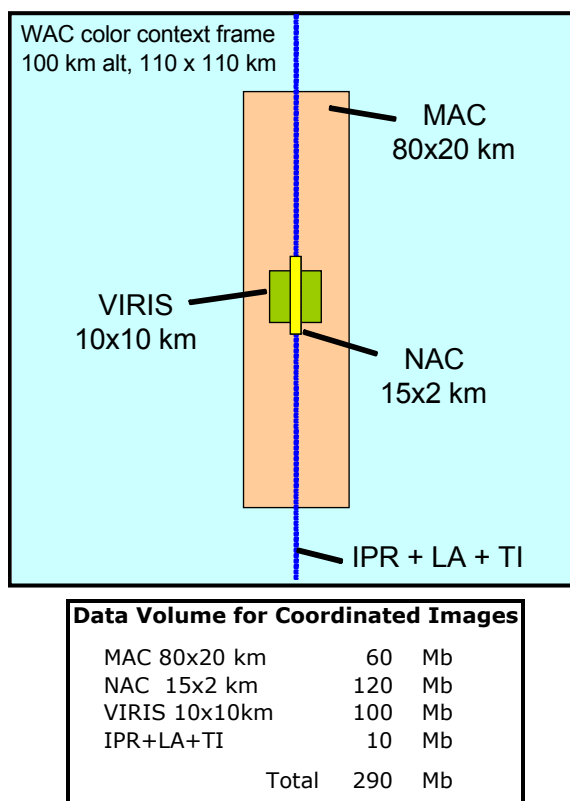 WAC color context frame
100 km alt, 110 x 110 km
MAC
80x20 km
VIRIS
10x10 km
NAC
15x2 km
IPR + LA + TI
Data Volume for Coordinated Images
MAC 80x20 km 60 Mb
NAC 15x2 km 120 Mb
VIRIS 10x10km 100 Mb
IPR+LA+TI 10 Mb
Total 290 Mb